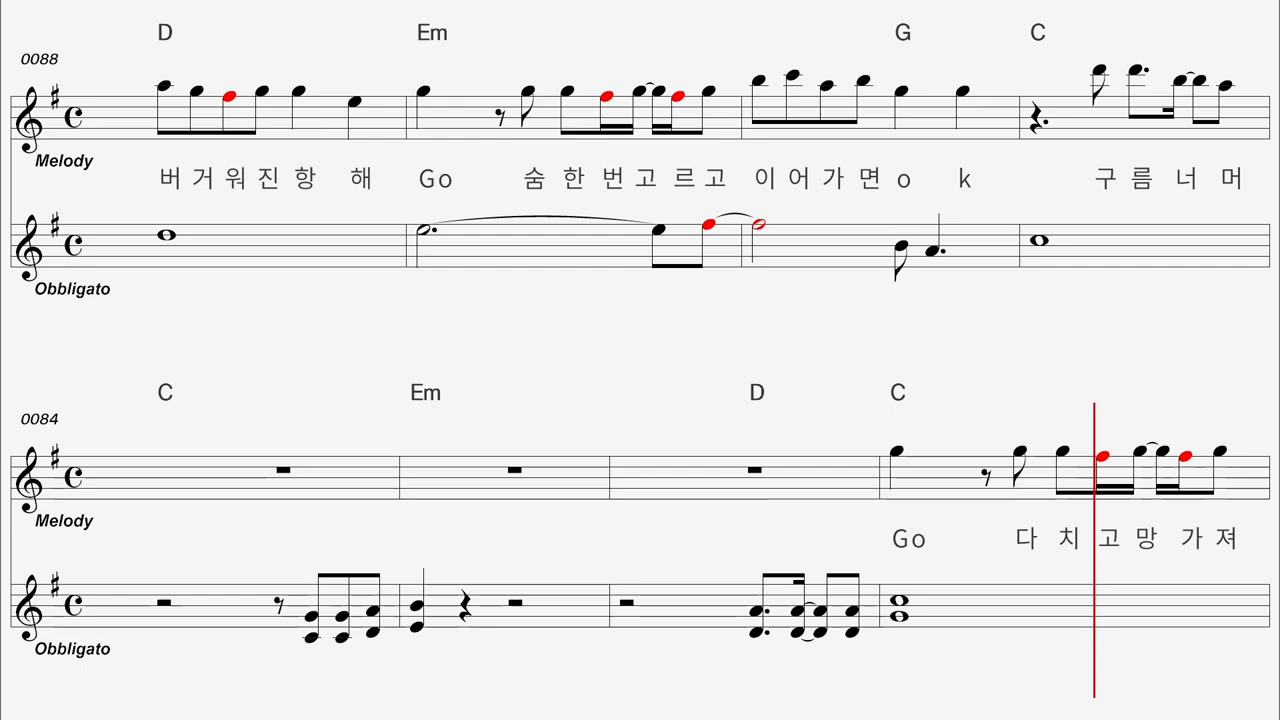 D Em G C
0088
Melody
버 거 워 진 항 해 Go 숨 한 번 고 르 고 이 어 가 면 o k 구 름 너 머
Obbligato
C Em D C
0084
Melody
Go 다 치 고 망 가 져
Obbligato